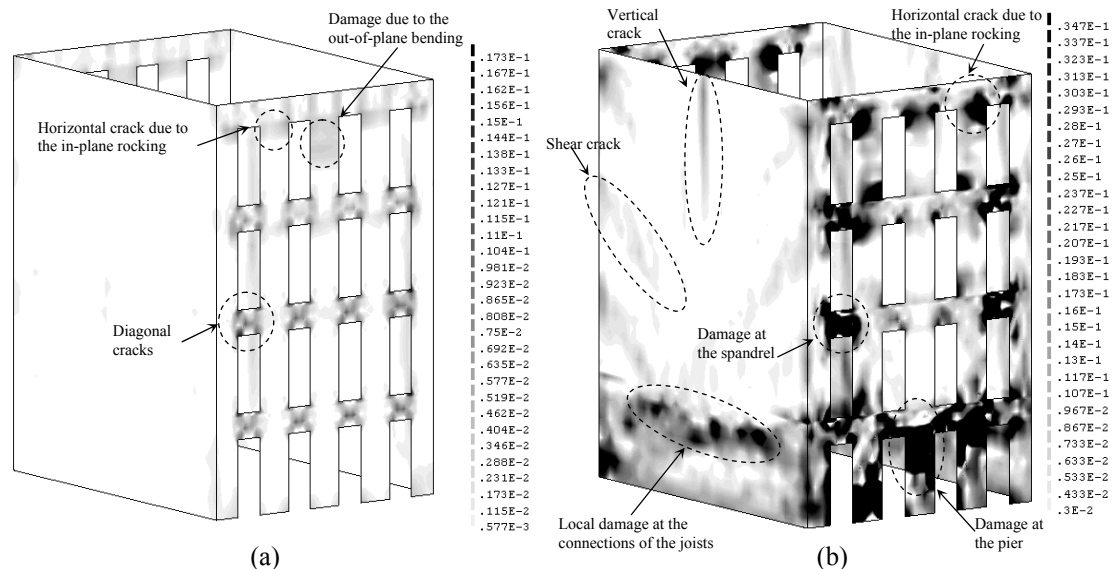 Damage due to the
out-of-plane bending
Horizontal crack due to
the in-plane rocking
Diagonal
cracks
.173E-1
.167E-1
.162E-1
.156E-1
.15E-1
.144E-1
.138E-1
.133E-1
.127E-1
.121E-1
.115E-1
.11E-1
.104E-1
.981E-2
.923E-2
.865E-2
.808E-2
.75E-2
.692E-2
.635E-2
.577E-2
.519E-2
.462E-2
.404E-2
.346E-2
.288E-2
.231E-2
.173E-2
.115E-2
.577E-3
(a)
Vertical
crack
Horizontal crack due to
the in-plane rocking
Shear crack
Damage at
the spandrel
Local damage at the
connections of the joists
Damage at
the pier
.347E-1
.337E-1
.323E-1
.313E-1
.303E-1
.293E-1
.28E-1
.27E-1
.26E-1
.25E-1
.237E-1
.227E-1
.217E-1
.207E-1
.193E-1
.183E-1
.173E-1
.16E-1
.15E-1
.14E-1
.13E-1
.117E-1
.107E-1
.967E-2
.867E-2
.733E-2
.633E-2
.533E-2
.433E-2
.3E-2
(b)